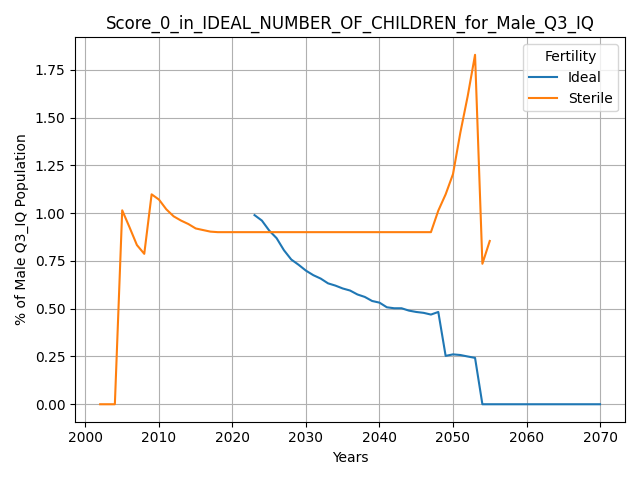 Score_0_in_IDEAL_NUMBER_OF_CHILDREN_for_Male_Q3_IQ
Fertility
Ideal
Sterile
% of Male Q3_IQ Population
1.75
1.50
1.25
1.00
0.75
0.50
0.25
0.00
2000 2010 2020 2030 2040 2050 2060 2070
Years